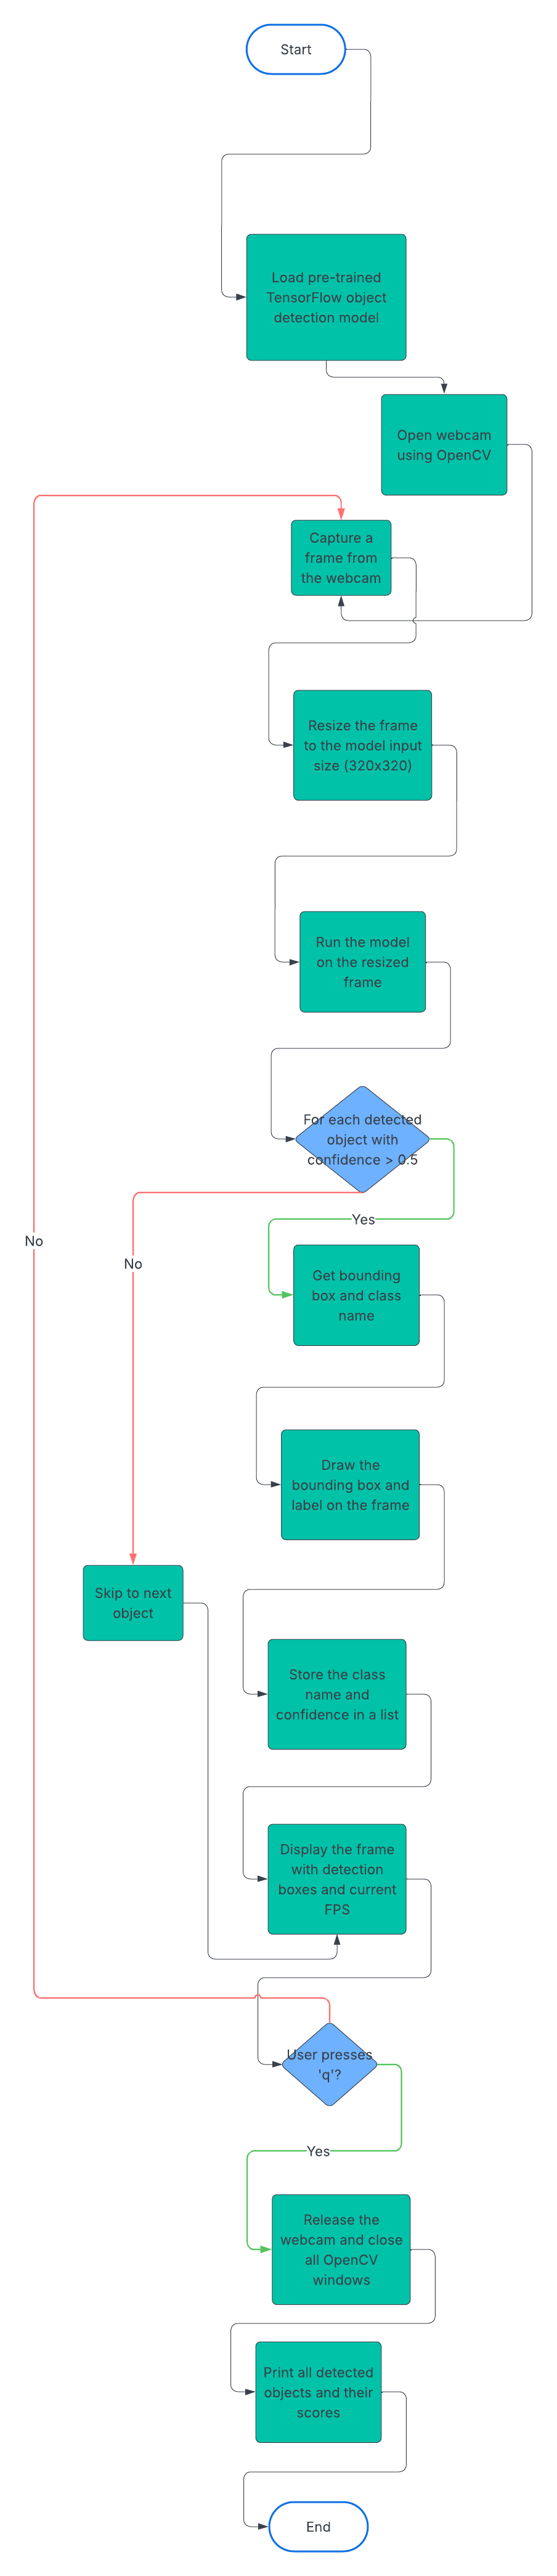 Start
Load pre-trained
TensorFlow object
detection model
Open webcam
using OpenCV
Capture a
frame from
the webcam
Resize the frame
to the model input
size (320x320)
Run the model
on the resized
frame
For each detected
object with
confidence > 0.5
Yes
No
No
Get bounding
box and class
name
Draw the
bounding box and
label on the frame
Skip to next
object
Store the class
name and
confidence in a list
Display the frame
with detection
boxes and current
FPS
User presses
'q'?
Yes
Release the
webcam and close
all OpenCV
windows
Print all detected
objects and their
scores
End